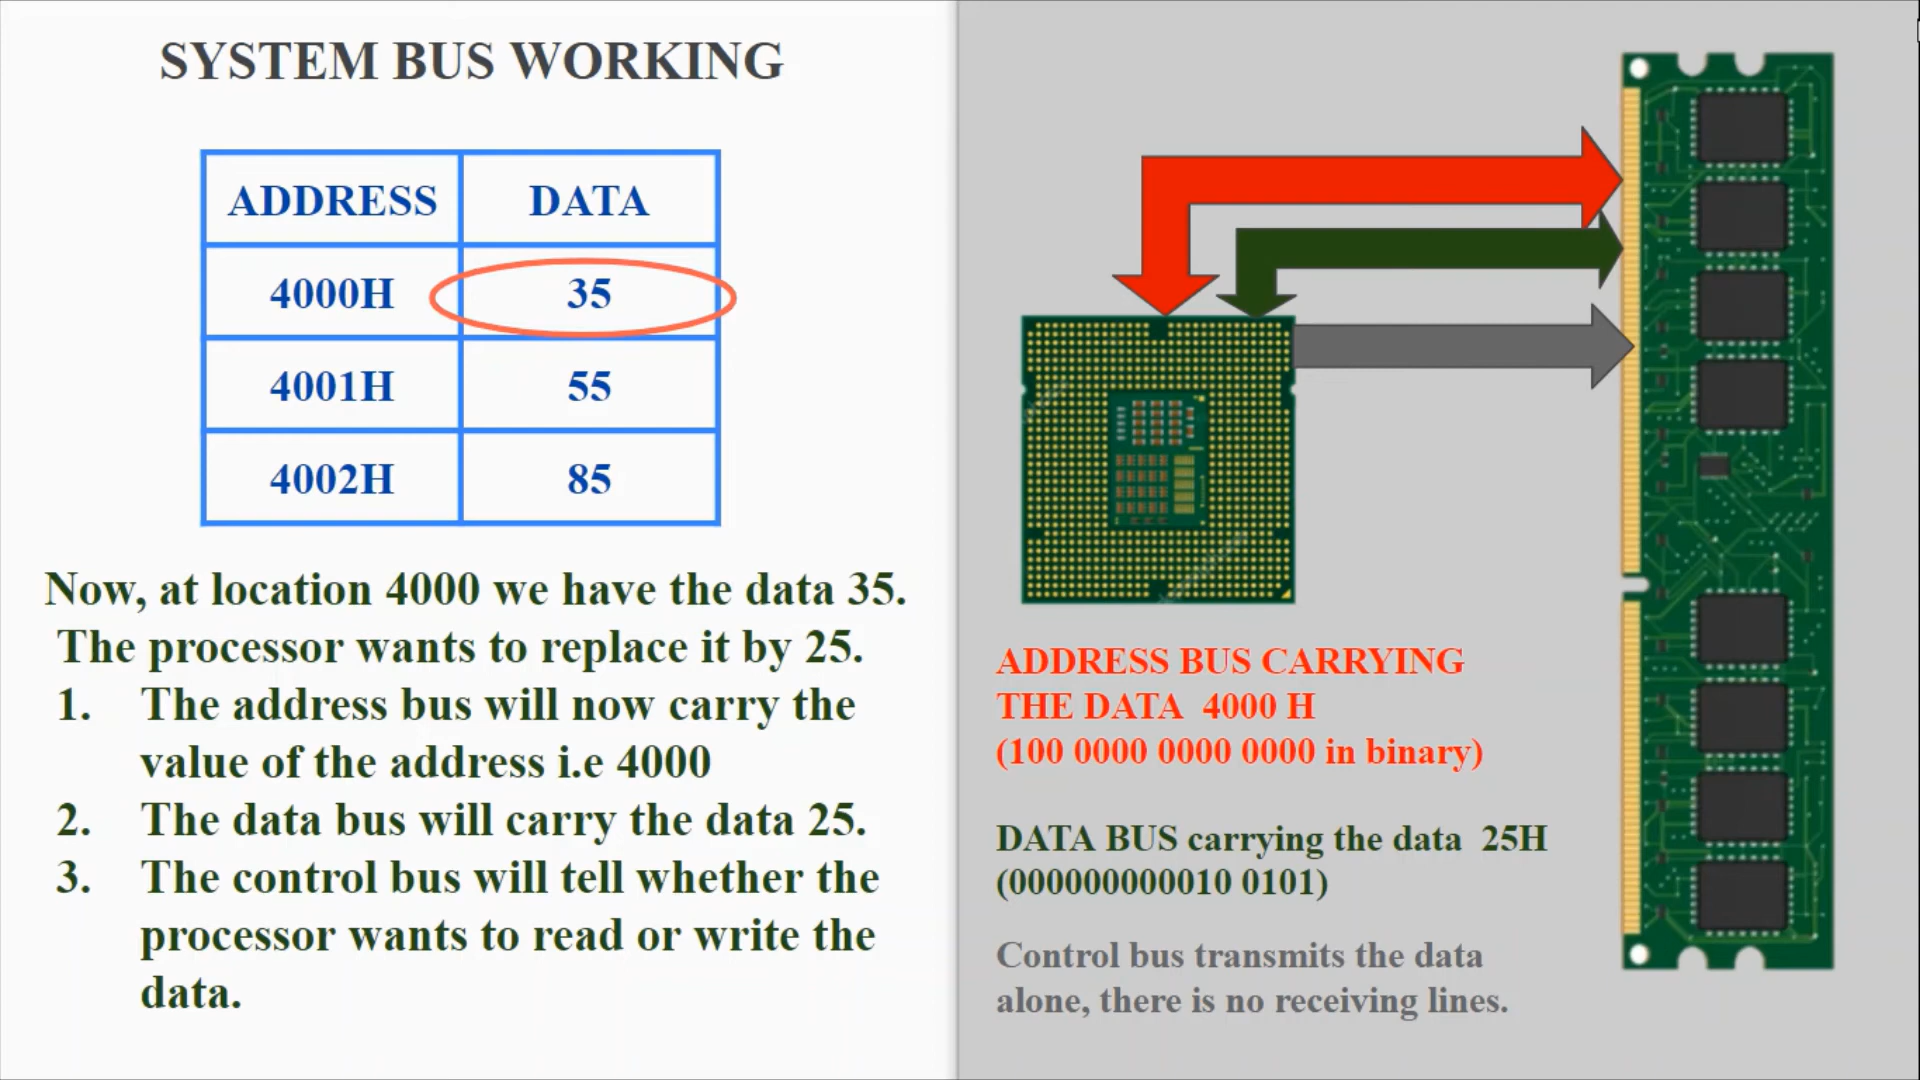 SYSTEM BUS WORKING
ADDRESS DATA
4000H 35
4001H 55
4002H 85
Now, at location 4000 we have the data 35.
The processor wants to replace it by 25.
1. The address bus will now carry the
value of the address i.e 4000
2. The data bus will carry the data 25.
3. The control bus will tell whether the
processor wants to read or write the
data.
ADDRESS BUS CARRYING
THE DATA 4000 H
(100 0000 0000 0000 in binary)
DATA BUS carrying the data 25H
(000000000010 0101)
Control bus transmits the data
alone, there is no receiving lines.